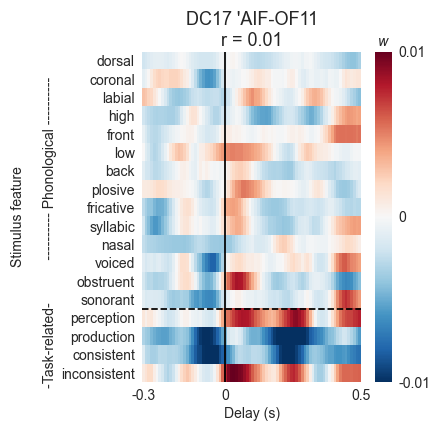 DC17 'AIF-OF11
r = 0.01
w
dorsal
coronal
labial
high
front
low
back
plosive
fricative
syllabic
nasal
voiced
obstruent
sonorant
perception
production
consistent
inconsistent
Stimulus feature
-Task-related- ---------- Phonological ----------
0.01
0
-0.01
-0.3 0 0.5
Delay (s)